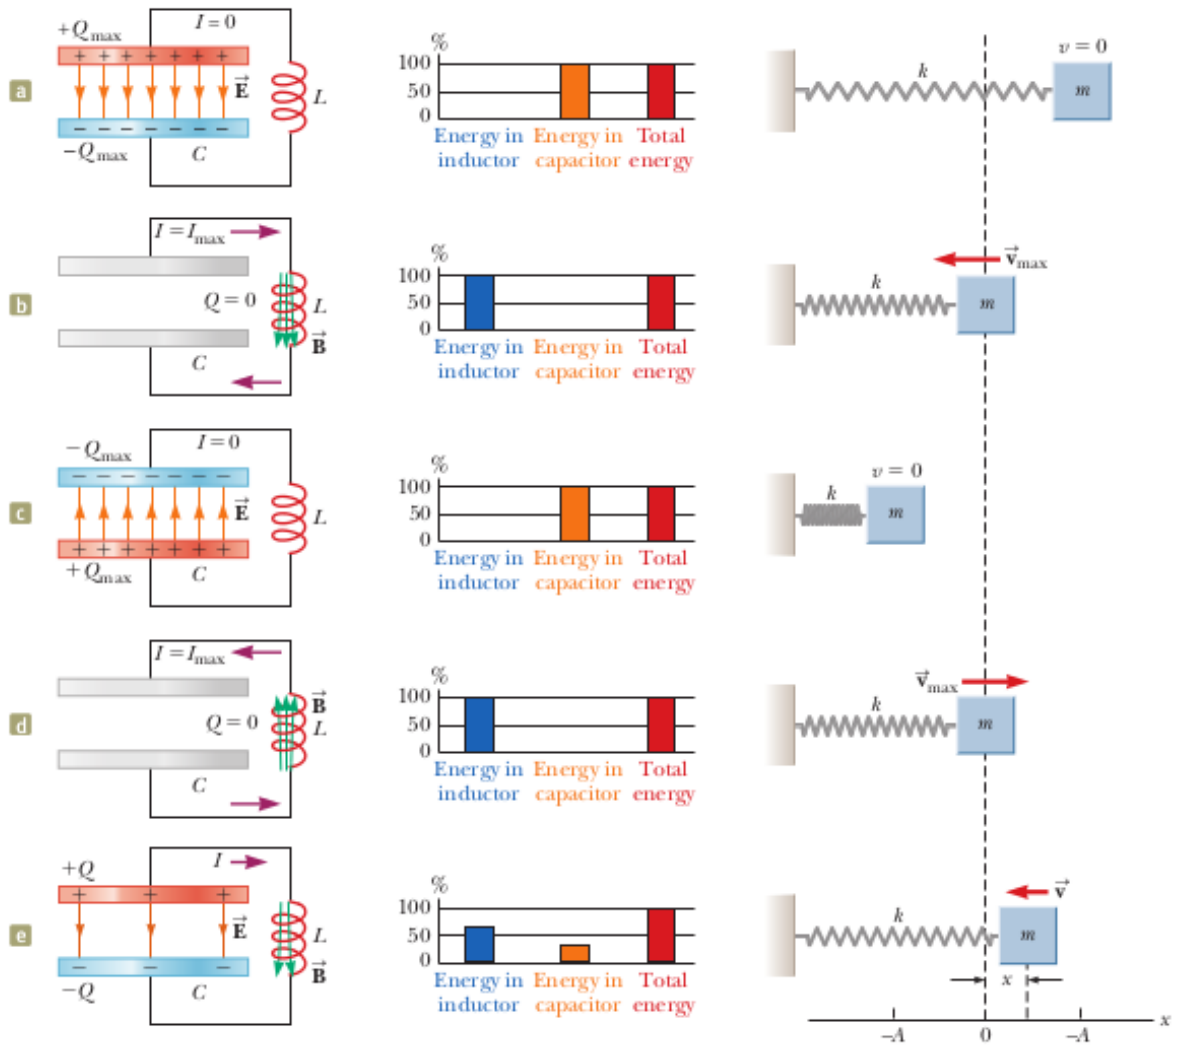 a
+Q_max
I = 0
+ + + + + + +
E⃗
L
− − − − − − −
−Q_max
C
%
100
50
0
Energy in inductor
Energy in capacitor
Total energy
k
v = 0
m
b
I = I_max
Q = 0
L
B⃗
C
%
100
50
0
Energy in inductor
Energy in capacitor
Total energy
k
v⃗_max
m
c
−Q_max
I = 0
− − − − − − −
E⃗
L
+ + + + + + +
+Q_max
C
%
100
50
0
Energy in inductor
Energy in capacitor
Total energy
k
v = 0
m
d
I = I_max
Q = 0
B⃗
L
C
%
100
50
0
Energy in inductor
Energy in capacitor
Total energy
k
v⃗_max
m
e
+Q
I
+ + +
E⃗
L
− − −
−Q
C
B⃗
%
100
50
0
Energy in inductor
Energy in capacitor
Total energy
k
v⃗
m
x
−A
0
−A
x